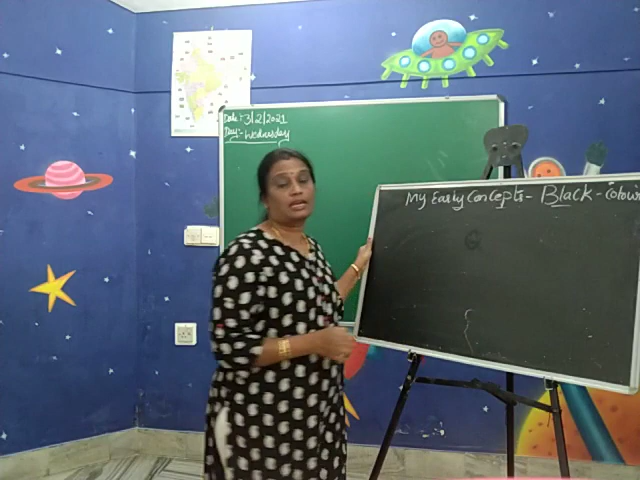 Date:- 3/2/2021
Day:- Wednesday
My Early Concepts - Black - Colour